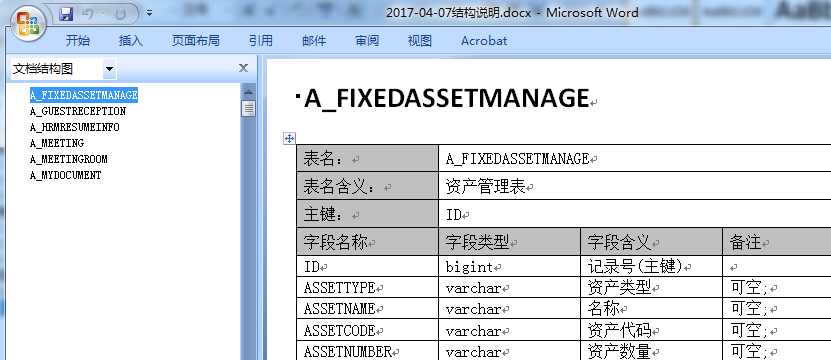 2017-04-07结构说明.docx - Microsoft Word
开始 插入 页面布局 引用 邮件 审阅 视图 Acrobat
文档结构图
A_FIXEDASSETMANAGE
A_GUESTRECEPTION
A_HRMRESUMEINFO
A_MEETING
A_MEETINGROOM
A_MYDOCUMENT
A_FIXEDASSETMANAGE
表名： A_FIXEDASSETMANAGE
表名含义： 资产管理表
主键： ID
字段名称 字段类型 字段含义 备注
ID bigint 记录号(主键)
ASSETTYPE varchar 资产类型 可空;
ASSETNAME varchar 名称 可空;
ASSETCODE varchar 资产代码 可空;
ASSETNUMBER varchar 资产数量 可空;